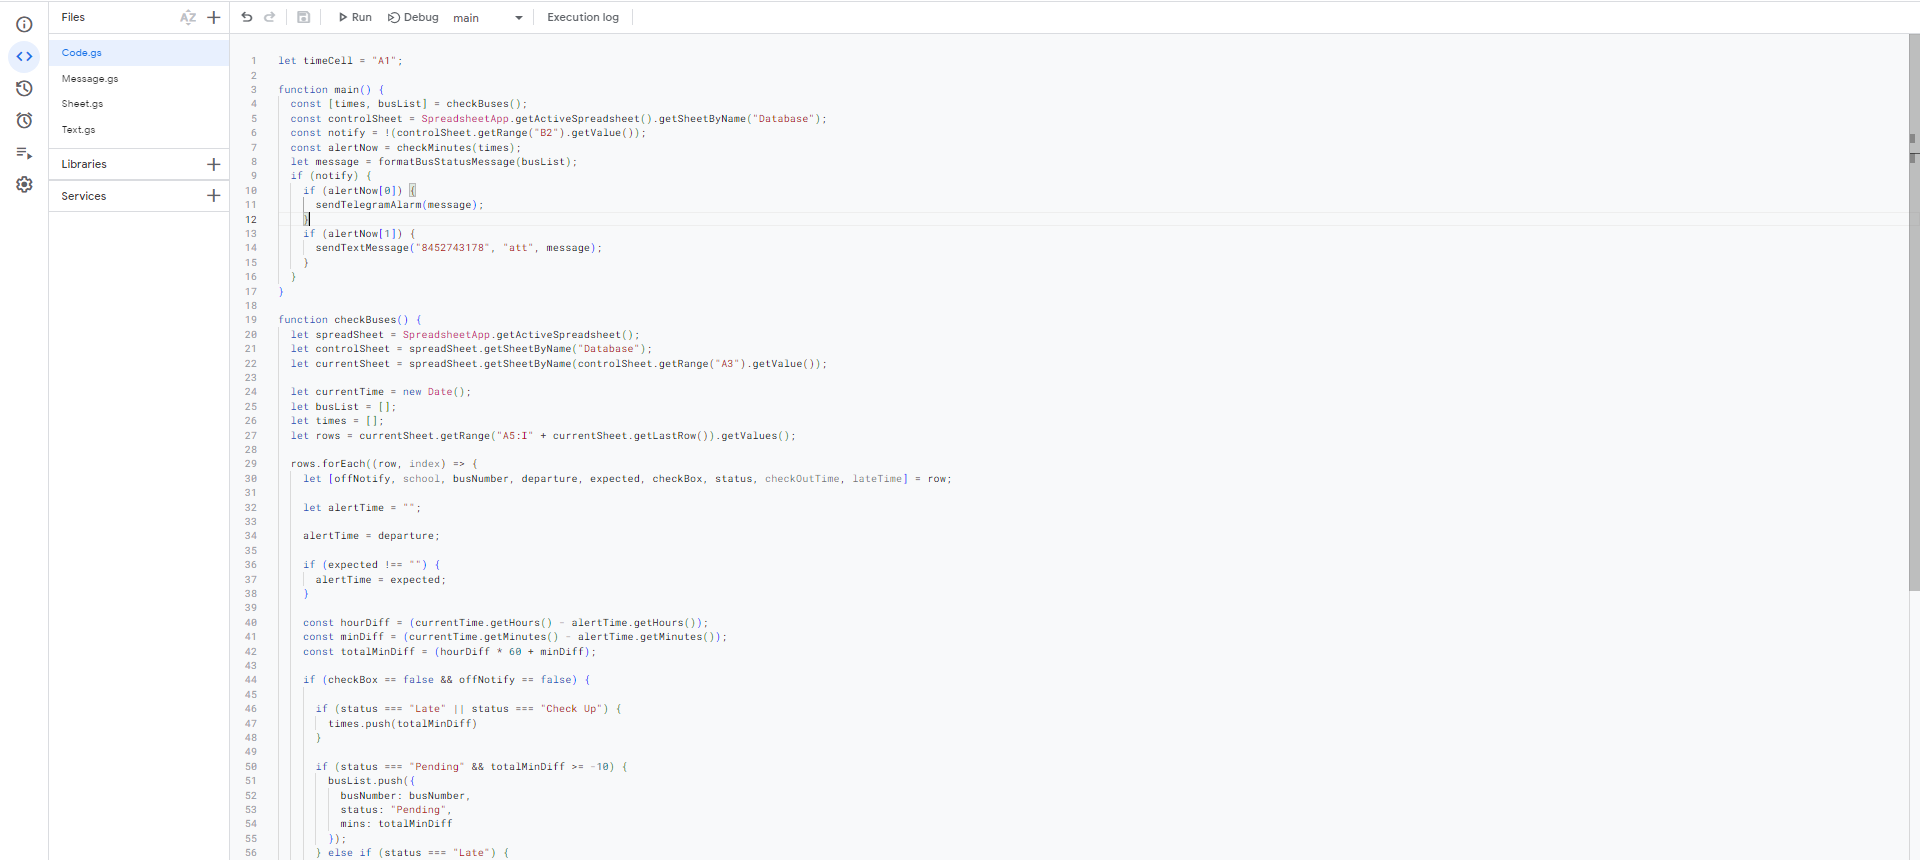 Files
AZ
Run
Debug
main
Execution log
Code.gs
Message.gs
Sheet.gs
Text.gs
Libraries
Services
1 let timeCell = "A1";
2
3 function main() {
4 const [times, busList] = checkBuses();
5 const controlSheet = SpreadsheetApp.getActiveSpreadsheet().getSheetByName("Database");
6 const notify = !(controlSheet.getRange("B2").getValue());
7 const alertNow = checkMinutes(times);
8 let message = formatBusStatusMessage(busList);
9 if (notify) {
10 if (alertNow[0]) {
11 sendTelegramAlarm(message);
12 }
13 if (alertNow[1]) {
14 sendTextMessage("8452743178", "att", message);
15 }
16 }
17 }
18
19 function checkBuses() {
20 let spreadSheet = SpreadsheetApp.getActiveSpreadsheet();
21 let controlSheet = spreadSheet.getSheetByName("Database");
22 let currentSheet = spreadSheet.getSheetByName(controlSheet.getRange("A3").getValue());
23
24 let currentTime = new Date();
25 let busList = [];
26 let times = [];
27 let rows = currentSheet.getRange("A5:I" + currentSheet.getLastRow()).getValues();
28
29 rows.forEach((row, index) => {
30 let [offNotify, school, busNumber, departure, expected, checkBox, status, checkOutTime, lateTime] = row;
31
32 let alertTime = "";
33
34 alertTime = departure;
35
36 if (expected !== "") {
37 alertTime = expected;
38 }
39
40 const hourDiff = (currentTime.getHours() - alertTime.getHours());
41 const minDiff = (currentTime.getMinutes() - alertTime.getMinutes());
42 const totalMinDiff = (hourDiff * 60 + minDiff);
43
44 if (checkBox == false && offNotify == false) {
45
46 if (status === "Late" || status === "Check Up") {
47 times.push(totalMinDiff)
48 }
49
50 if (status === "Pending" && totalMinDiff >= -10) {
51 busList.push({
52 busNumber: busNumber,
53 status: "Pending",
54 mins: totalMinDiff
55 });
56 } else if (status === "Late") {